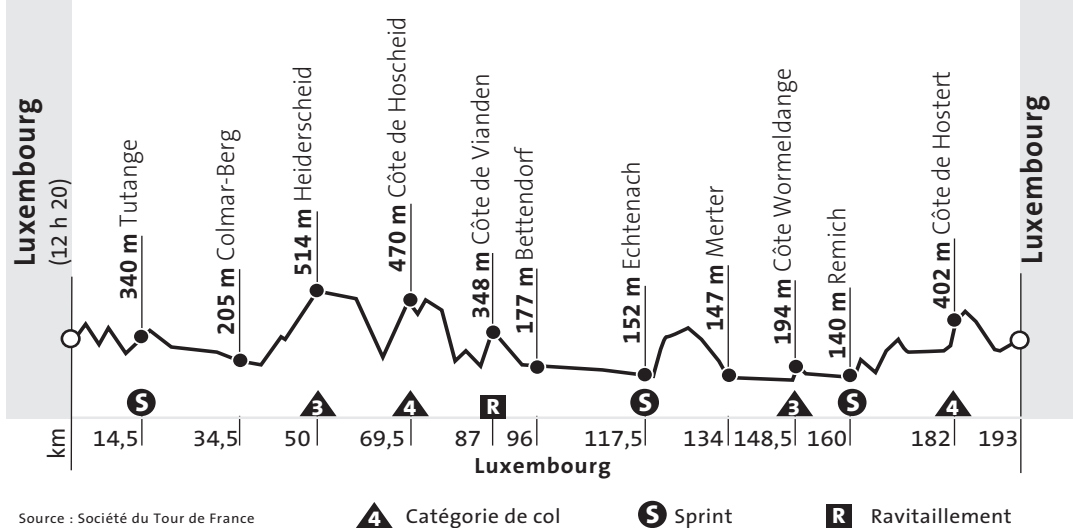 Luxembourg
(12 h 20)
340 m Tutange
205 m Colmar-Berg
514 m Heiderscheid
470 m Côte de Hoscheid
348 m Côte de Vianden
177 m Bettendorf
152 m Echtenach
147 m Merter
194 m Côte Wormeldange
140 m Remich
402 m Côte de Hostert
Luxembourg
S 3 4 R S 3 S 4
km 14,5 34,5 50 69,5 87 96 117,5 134 148,5 160 182 193
Luxembourg
Source : Société du Tour de France
4 Catégorie de col
S Sprint
R Ravitaillement